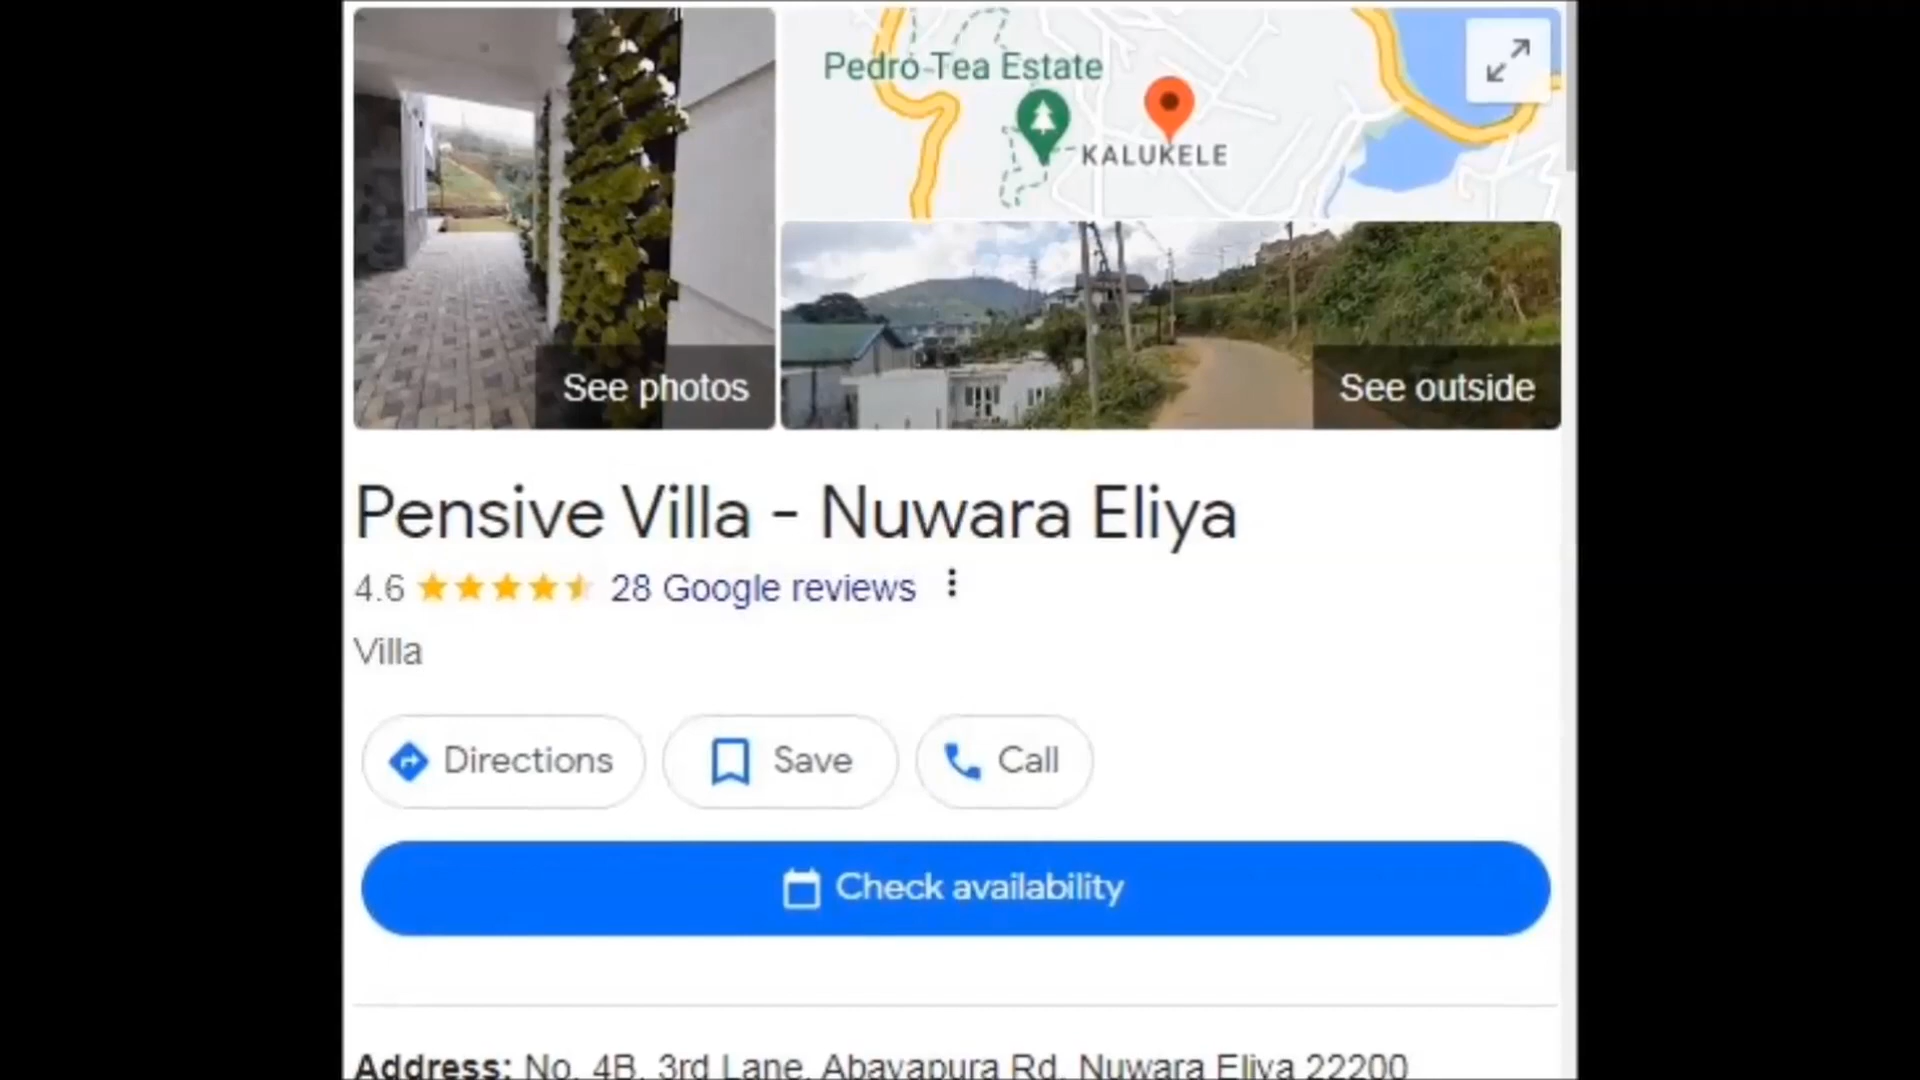 Pedro Tea Estate
KALUKELE
See photos
See outside
Pensive Villa - Nuwara Eliya
4.6 28 Google reviews
Villa
Directions
Save
Call
Check availability
Address: No. 4B, 3rd Lane, Abayapura Rd, Nuwara Eliya 22200